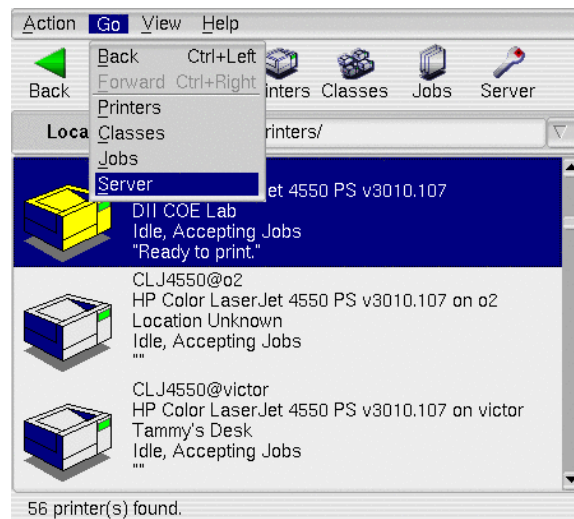 Action Go View Help
Back Ctrl+Left
Forward Ctrl+Right
Printers
Classes
Jobs
Server
Back inters Classes Jobs Server
Loca rinters/
et 4550 PS v3010.107
DII COE Lab
Idle, Accepting Jobs
"Ready to print."
CLJ4550@o2
HP Color LaserJet 4550 PS v3010.107 on o2
Location Unknown
Idle, Accepting Jobs
""
CLJ4550@victor
HP Color LaserJet 4550 PS v3010.107 on victor
Tammy's Desk
Idle, Accepting Jobs
""
56 printer(s) found.